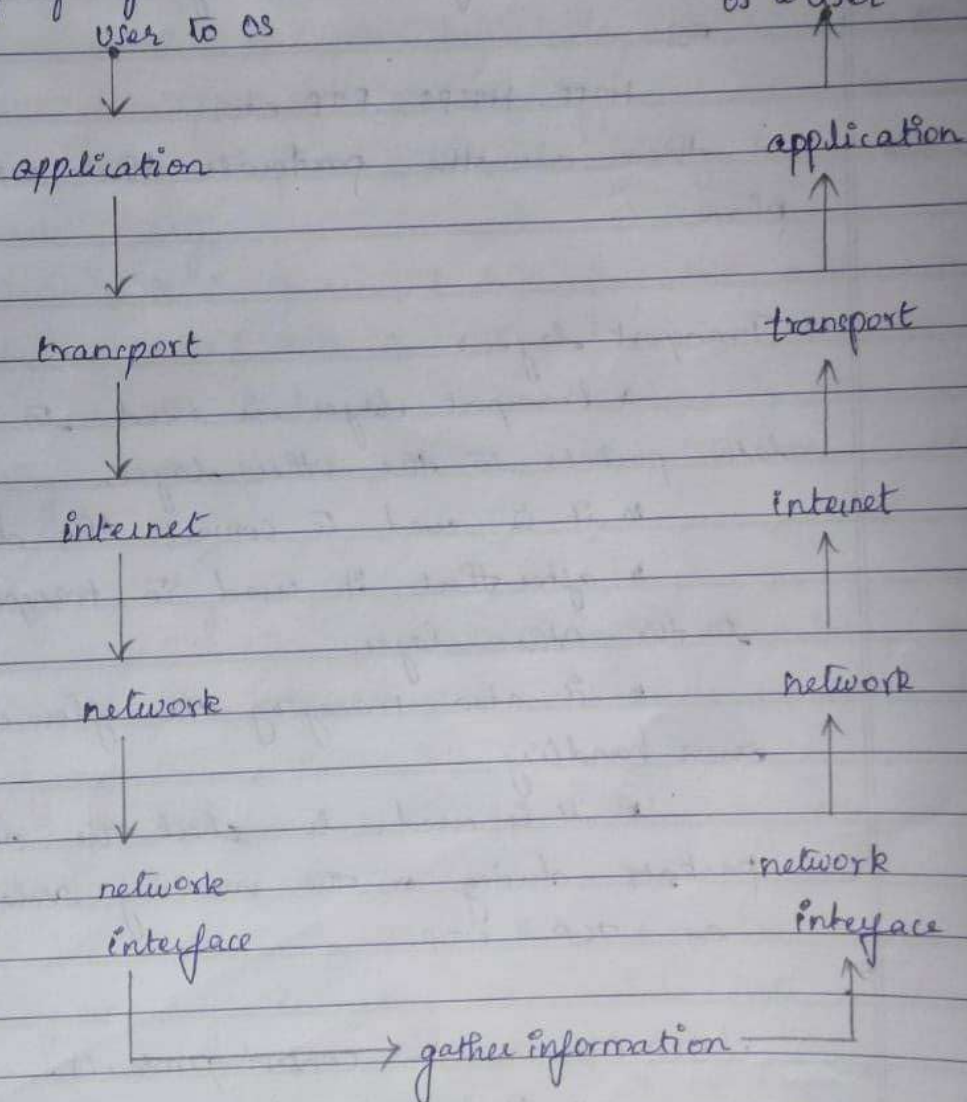 user to OS
application
transport
internet
network
network
interface
gather information
application
transport
internet
network
network
interface